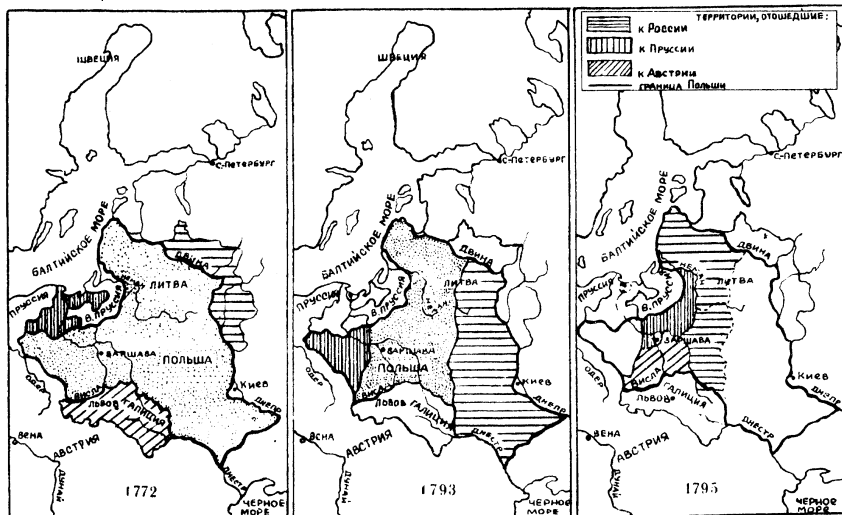 ШВЕЦИЯ
С-ПЕТЕРБУРГ
БАЛТИЙСКОЕ МОРЕ
ДВИНА
ЛИТВА
ПРУССИЯ
В. ПРУССИЯ
ВАРШАВА
ПОЛЬША
ОДЕР
ВИСЛА
КИЕВ
ЛЬВОВ
ГАЛИЦИЯ
ДНЕПР
ВЕНА
АВСТРИЯ
ДНЕСТР
ДУНАЙ
1772
ЧЕРНОЕ
МОРЕ
ШВЕЦИЯ
С-ПЕТЕРБУРГ
БАЛТИЙСКОЕ МОРЕ
ДВИНА
ЛИТВА
ПРУССИЯ
В. ПРУССИЯ
ВАРШАВА
ПОЛЬША
ОДЕР
ВИСЛА
КИЕВ
ЛЬВОВ
ГАЛИЦИЯ
ДНЕПР
ВЕНА
АВСТРИЯ
ДНЕСТР
ДУНАЙ
1793
ЧЕРНОЕ
МОРЕ
ТЕРРИТОРИИ, ОТОШЕДШИЕ:
к России
к Пруссии
к Австрии
граница Польши
С-ПЕТЕРБУРГ
БАЛТИЙСКОЕ МОРЕ
ДВИНА
ЛИТВА
ПРУССИЯ
В. ПРУССИЯ
ВАРШАВА
ОДЕР
ВИСЛА
КИЕВ
ЛЬВОВ
ГАЛИЦИЯ
ДНЕПР
ВЕНА
АВСТРИЯ
ДНЕСТР
ДУНАЙ
1795
ЧЕРНОЕ
МОРЕ